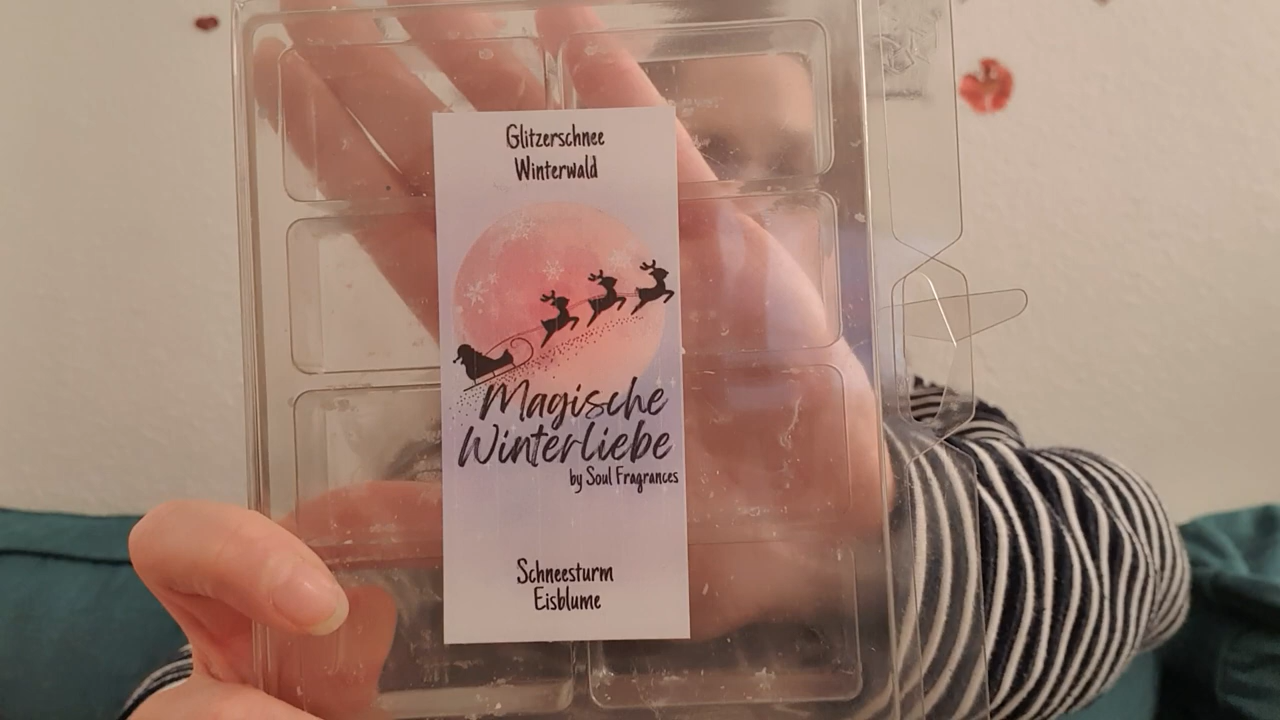 Glitzerschnee
Winterwald
Magische
Winterliebe
by Soul Fragrances
Schneesturm
Eisblume